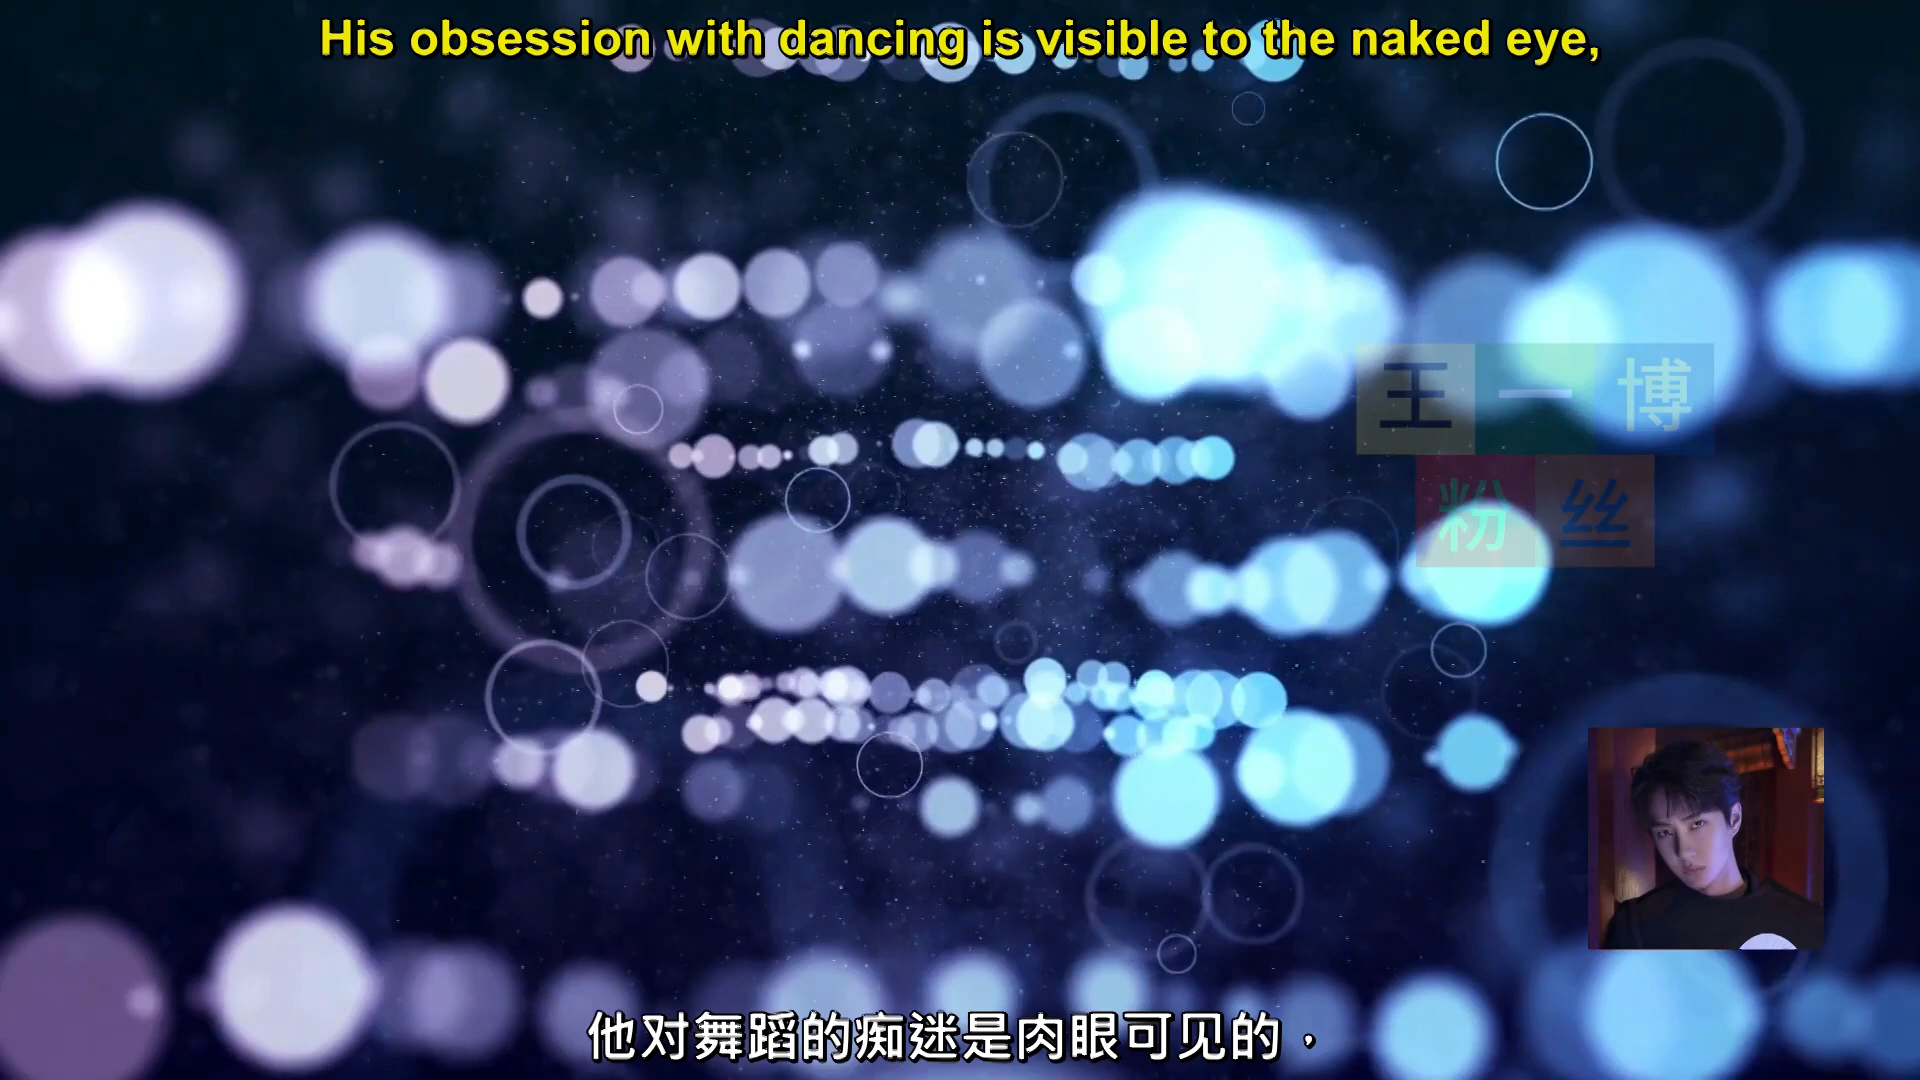 His obsession with dancing is visible to the naked eye,
王一博
粉丝
他对舞蹈的痴迷是肉眼可见的，